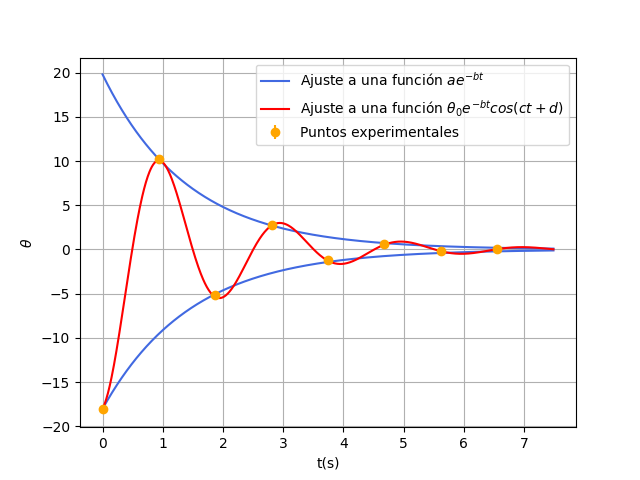 Ajuste a una función $ae^{-bt}$
Ajuste a una función $\theta_0 e^{-bt}cos(ct+d)$
Puntos experimentales
20
15
10
5
0
−5
−10
−15
−20
θ
0 1 2 3 4 5 6 7
t(s)